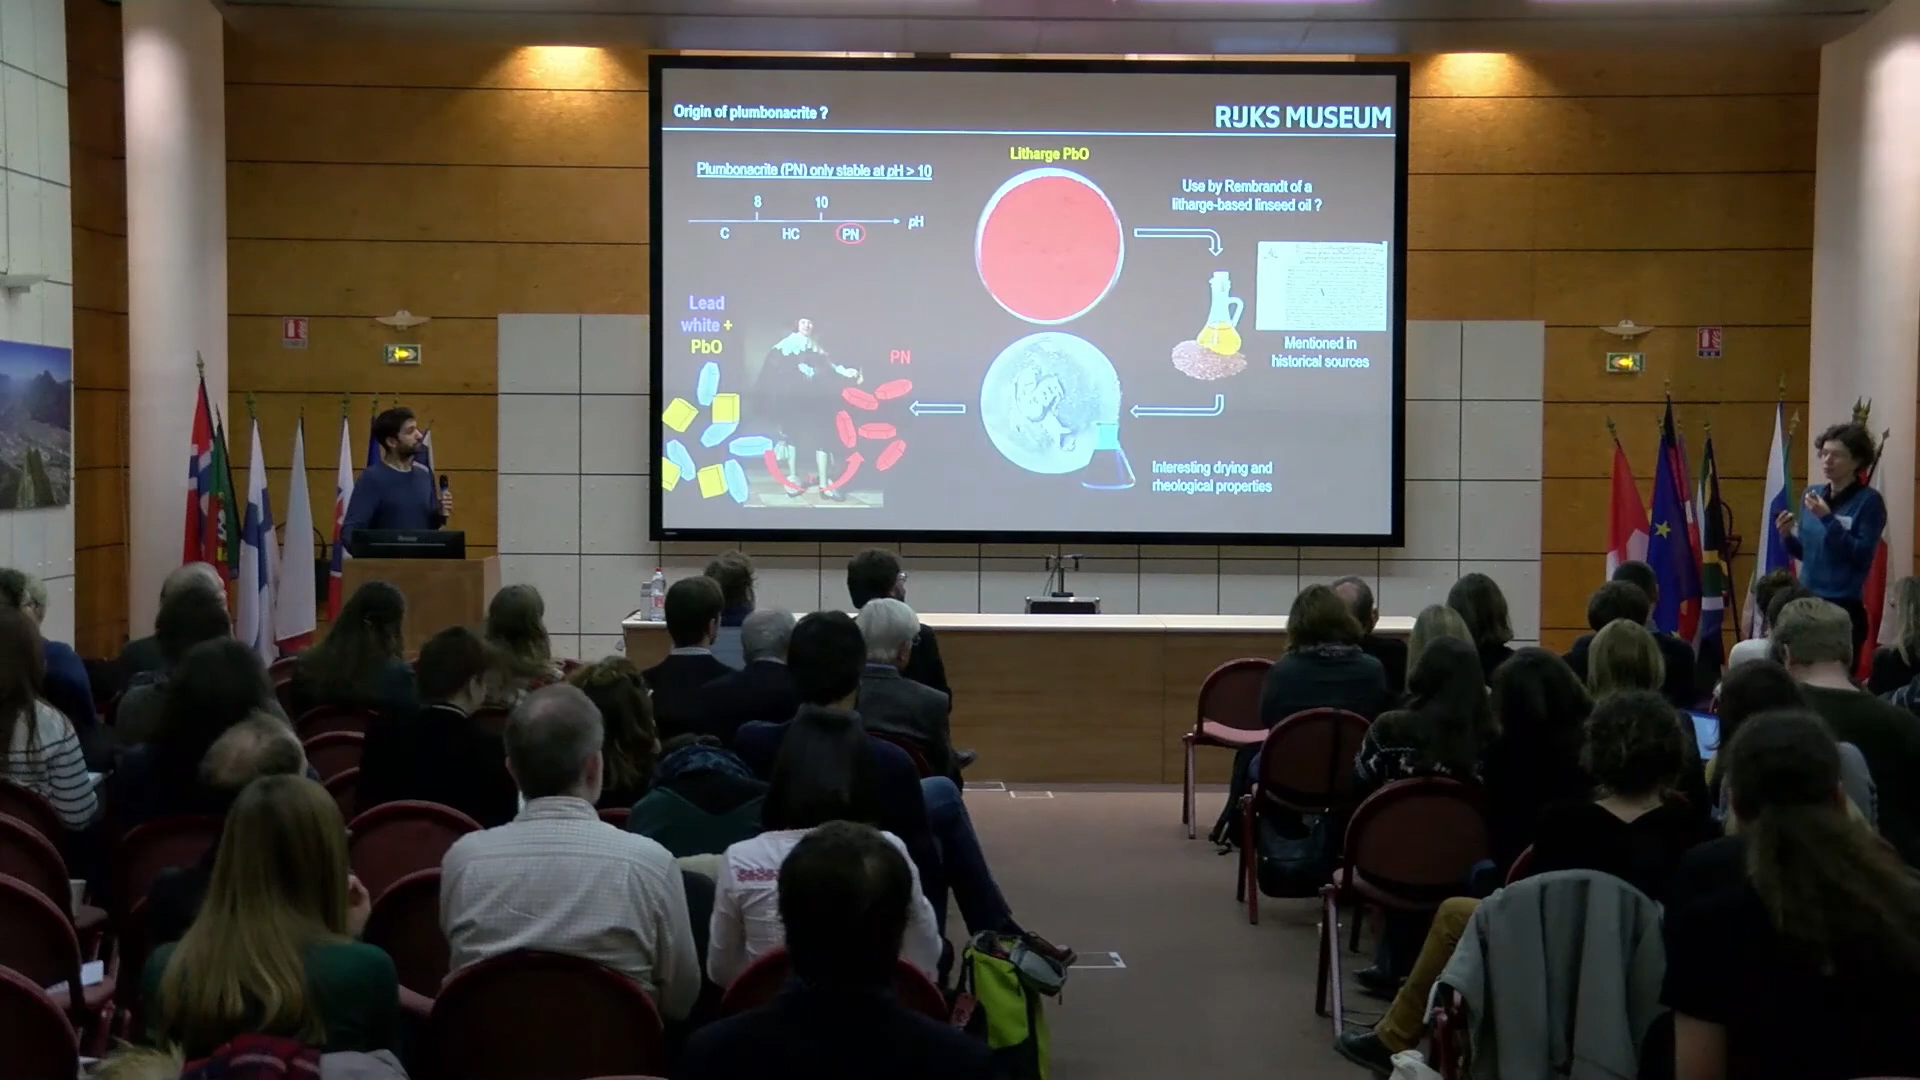 Origin of plumbonacrite ?
RIJKS MUSEUM
Plumbonacrite (PN) only stable at pH > 10
8
10
pH
C
HC
PN
Litharge PbO
Use by Rembrandt of a
litharge-based linseed oil ?
Mentioned in
historical sources
Lead
white +
PbO
PN
Interesting drying and
rheological properties